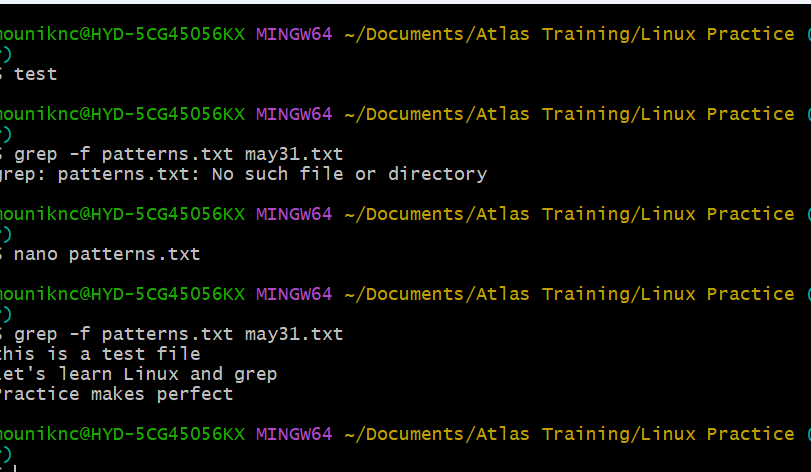 mouniknc@HYD-5CG45056KX MINGW64 ~/Documents/Atlas Training/Linux Practice (
)
$ test
mouniknc@HYD-5CG45056KX MINGW64 ~/Documents/Atlas Training/Linux Practice (
)
$ grep -f patterns.txt may31.txt
grep: patterns.txt: No such file or directory
mouniknc@HYD-5CG45056KX MINGW64 ~/Documents/Atlas Training/Linux Practice (
)
$ nano patterns.txt
mouniknc@HYD-5CG45056KX MINGW64 ~/Documents/Atlas Training/Linux Practice (
)
$ grep -f patterns.txt may31.txt
this is a test file
Let's learn Linux and grep
Practice makes perfect
mouniknc@HYD-5CG45056KX MINGW64 ~/Documents/Atlas Training/Linux Practice (
)
$